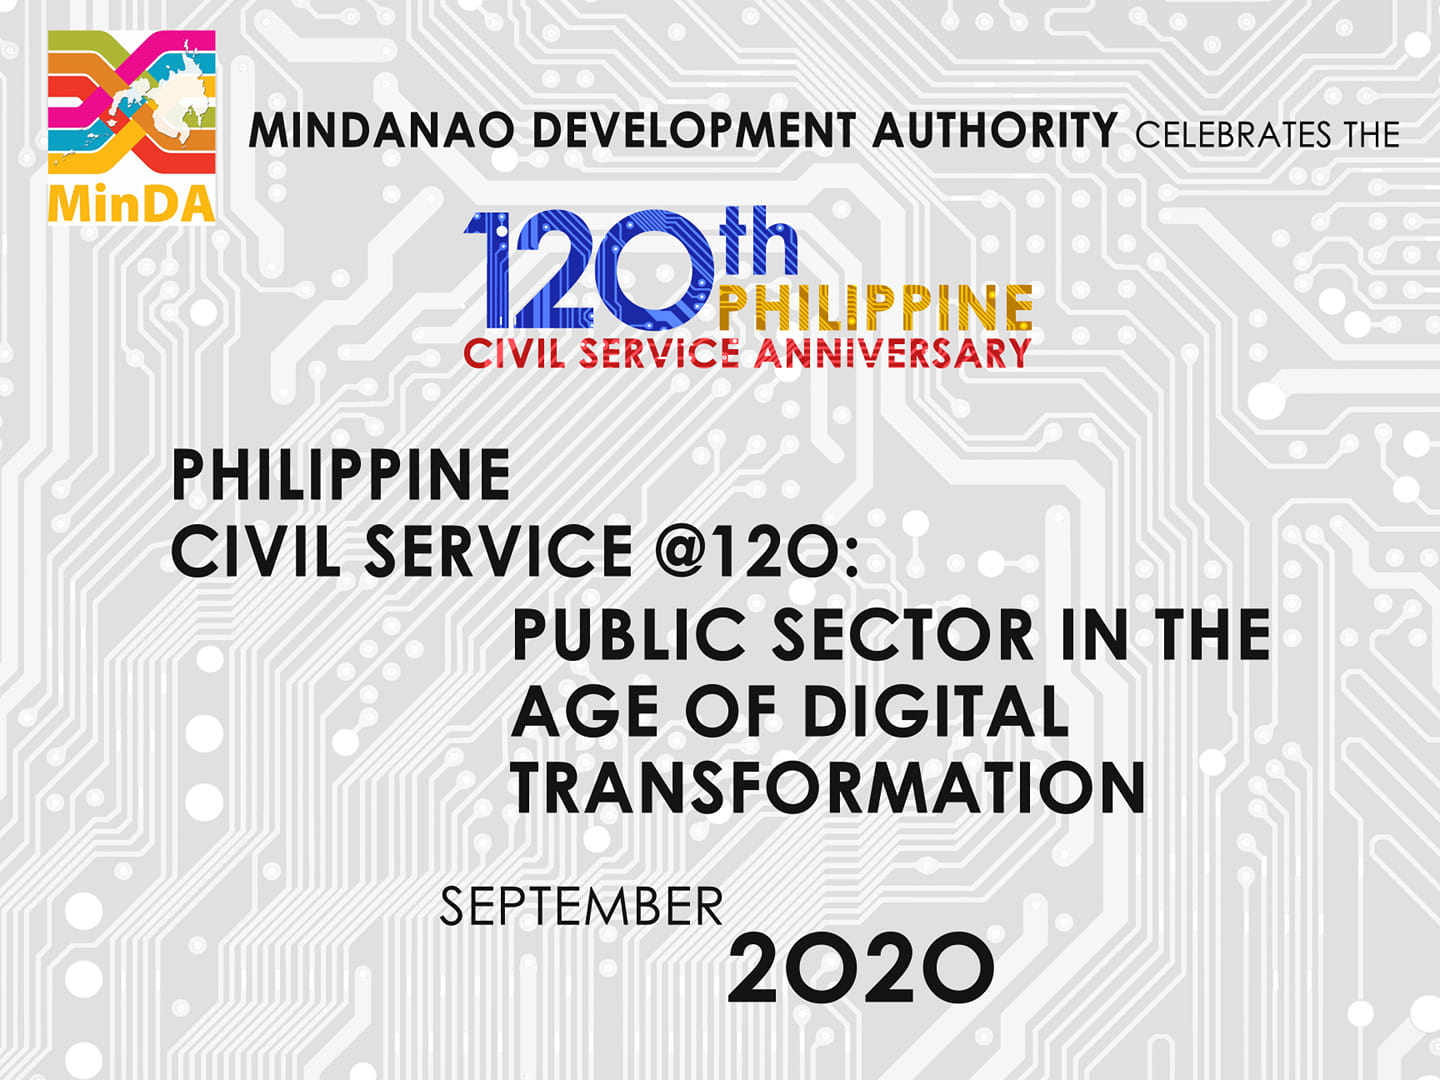 MinDA
MINDANAO DEVELOPMENT AUTHORITY CELEBRATES THE
120th
PHILIPPINE
CIVIL SERVICE ANNIVERSARY
PHILIPPINE
CIVIL SERVICE @120:
PUBLIC SECTOR IN THE
AGE OF DIGITAL
TRANSFORMATION
SEPTEMBER
2020